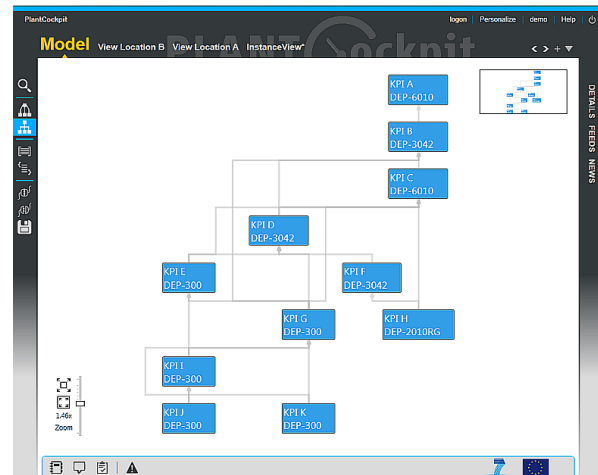 PlantCockpit
logon Personalize demo Help
PLANT Cockpit
Model View Location B View Location A InstanceView*
KPI A
DEP-6010
KPI B
DEP-3042
KPI C
DEP-6010
KPI D
DEP-3042
KPI E
DEP-300
KPI F
DEP-3042
KPI G
DEP-300
KPI H
DEP-2010RG
KPI I
DEP-300
KPI J
DEP-300
KPI K
DEP-300
1.46x
Zoom
DETAILS FEEDS NEWS